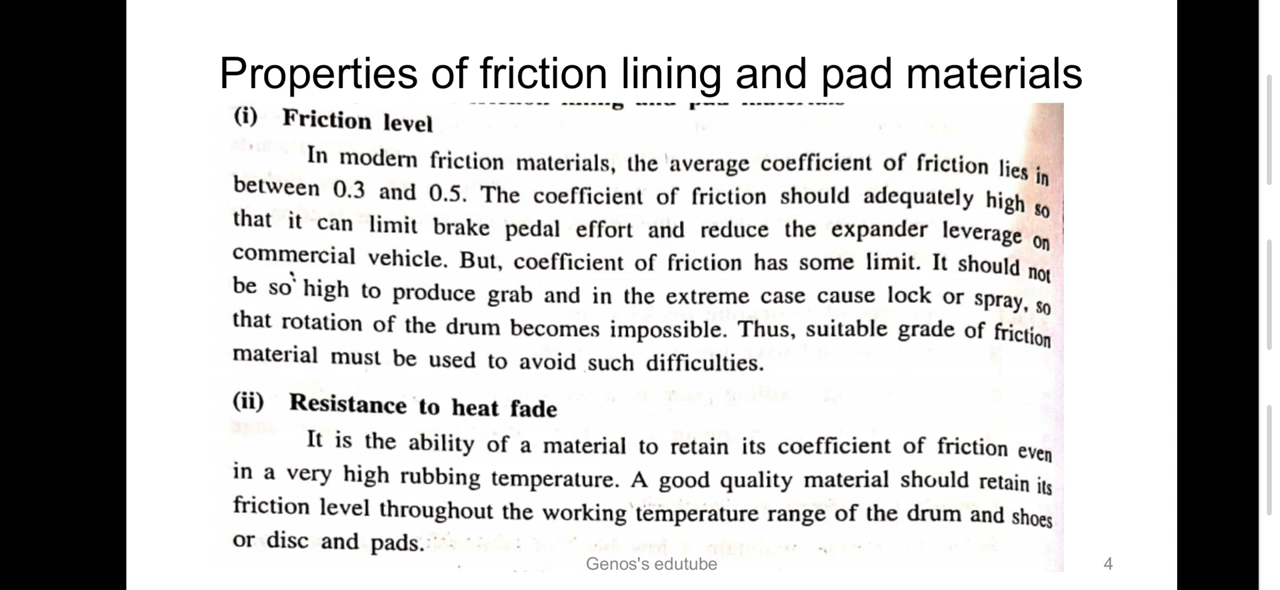 Properties of friction lining and pad materials
(i) Friction level
In modern friction materials, the average coefficient of friction lies in
between 0.3 and 0.5. The coefficient of friction should adequately high so
that it can limit brake pedal effort and reduce the expander leverage on
commercial vehicle. But, coefficient of friction has some limit. It should not
be so high to produce grab and in the extreme case cause lock or spray, so
that rotation of the drum becomes impossible. Thus, suitable grade of friction
material must be used to avoid such difficulties.
(ii) Resistance to heat fade
It is the ability of a material to retain its coefficient of friction even
in a very high rubbing temperature. A good quality material should retain its
friction level throughout the working temperature range of the drum and shoes
or disc and pads.
Genos's edutube
4